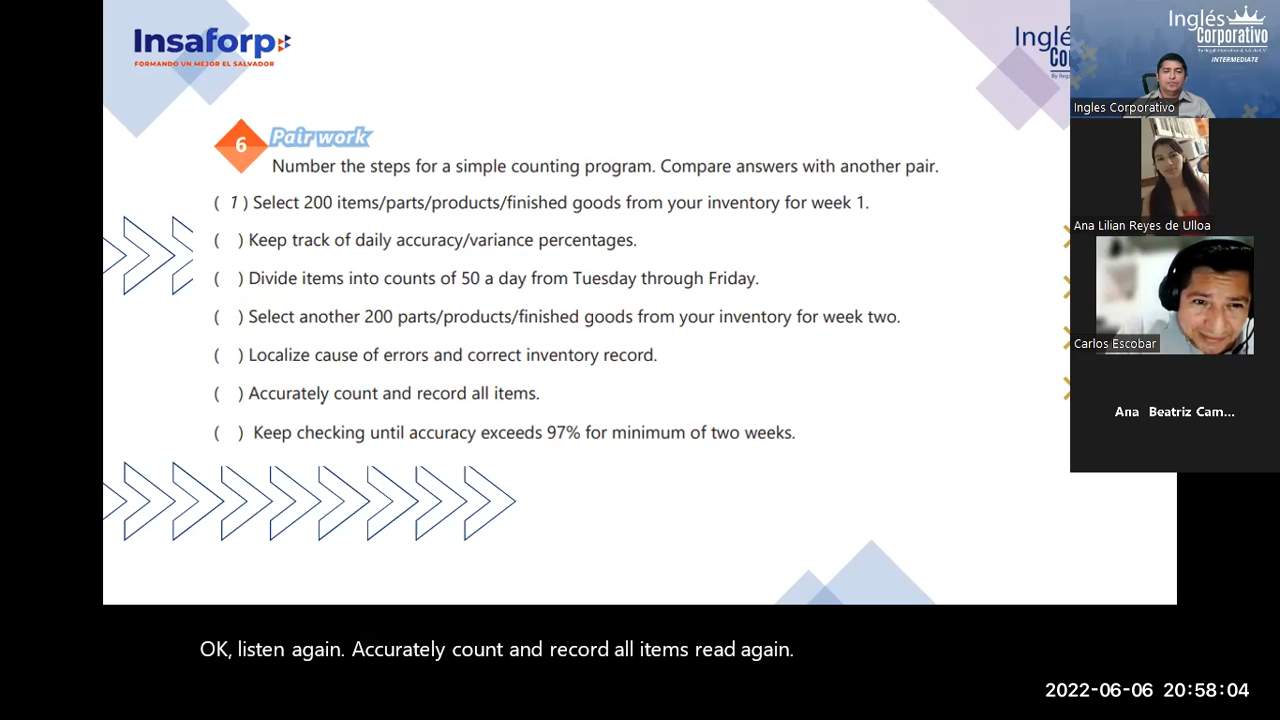 Insaforp
FORMANDO UN MEJOR EL SALVADOR
Inglés
Corporativo
INTERMEDIATE
Ingles Corporativo
6
Pair work
Number the steps for a simple counting program. Compare answers with another pair.
( 1 ) Select 200 items/parts/products/finished goods from your inventory for week 1.
( ) Keep track of daily accuracy/variance percentages.
( ) Divide items into counts of 50 a day from Tuesday through Friday.
( ) Select another 200 parts/products/finished goods from your inventory for week two.
( ) Localize cause of errors and correct inventory record.
( ) Accurately count and record all items.
( ) Keep checking until accuracy exceeds 97% for minimum of two weeks.
Ana Lilian Reyes de Ulloa
Carlos Escobar
Ana Beatriz Cam...
OK, listen again. Accurately count and record all items read again.
2022-06-06 20:58:04